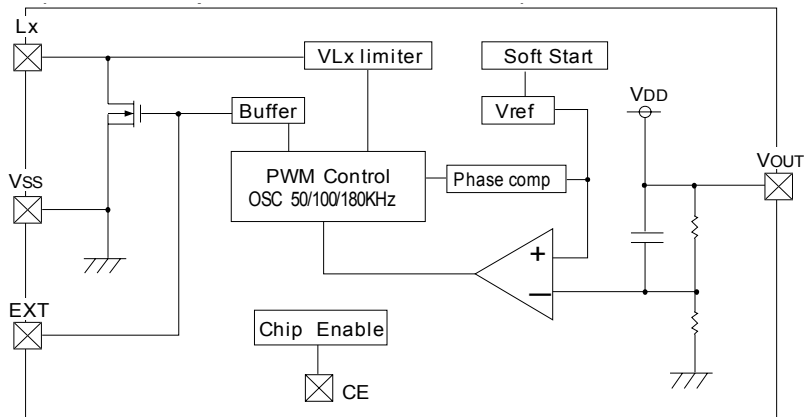 Lx
VLx limiter
Soft Start
Buffer
Vref
VDD
PWM Control
OSC 50/100/180KHz
Phase comp
VOUT
VSS
+
−
EXT
Chip Enable
CE